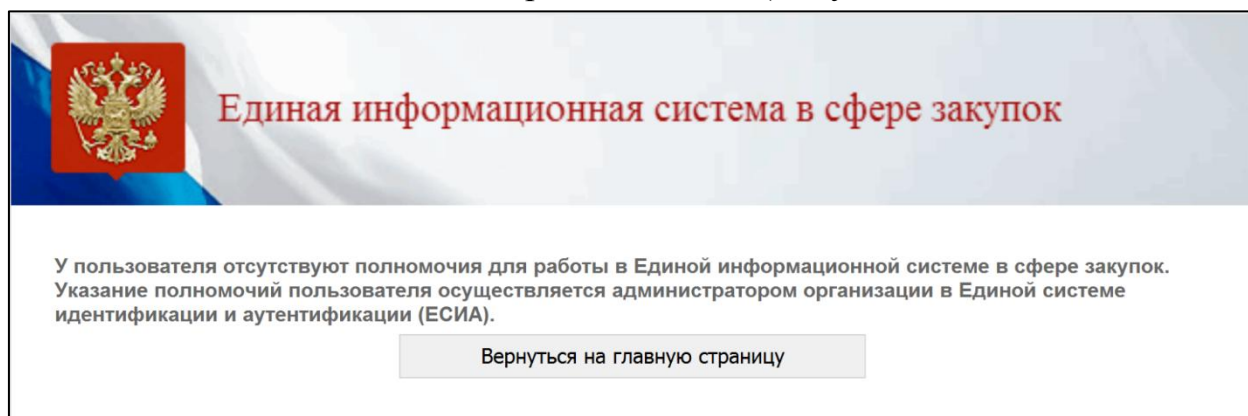 Единая информационная система в сфере закупок
У пользователя отсутствуют полномочия для работы в Единой информационной системе в сфере закупок.
Указание полномочий пользователя осуществляется администратором организации в Единой системе
идентификации и аутентификации (ЕСИА).
Вернуться на главную страницу